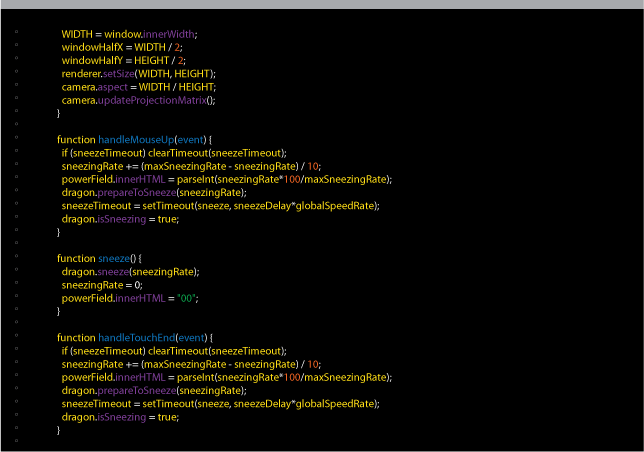 WIDTH = window.innerWidth;
windowHalfX = WIDTH / 2;
windowHalfY = HEIGHT / 2;
renderer.setSize(WIDTH, HEIGHT);
camera.aspect = WIDTH / HEIGHT;
camera.updateProjectionMatrix();
}
function handleMouseUp(event) {
if (sneezeTimeout) clearTimeout(sneezeTimeout);
sneezingRate += (maxSneezingRate - sneezingRate) / 10;
powerField.innerHTML = parseInt(sneezingRate*100/maxSneezingRate);
dragon.prepareToSneeze(sneezingRate);
sneezeTimeout = setTimeout(sneeze, sneezeDelay*globalSpeedRate);
dragon.isSneezing = true;
}
function sneeze() {
dragon.sneeze(sneezingRate);
sneezingRate = 0;
powerField.innerHTML = "00";
}
function handleTouchEnd(event) {
if (sneezeTimeout) clearTimeout(sneezeTimeout);
sneezingRate += (maxSneezingRate - sneezingRate) / 10;
powerField.innerHTML = parseInt(sneezingRate*100/maxSneezingRate);
dragon.prepareToSneeze(sneezingRate);
sneezeTimeout = setTimeout(sneeze, sneezeDelay*globalSpeedRate);
dragon.isSneezing = true;
}